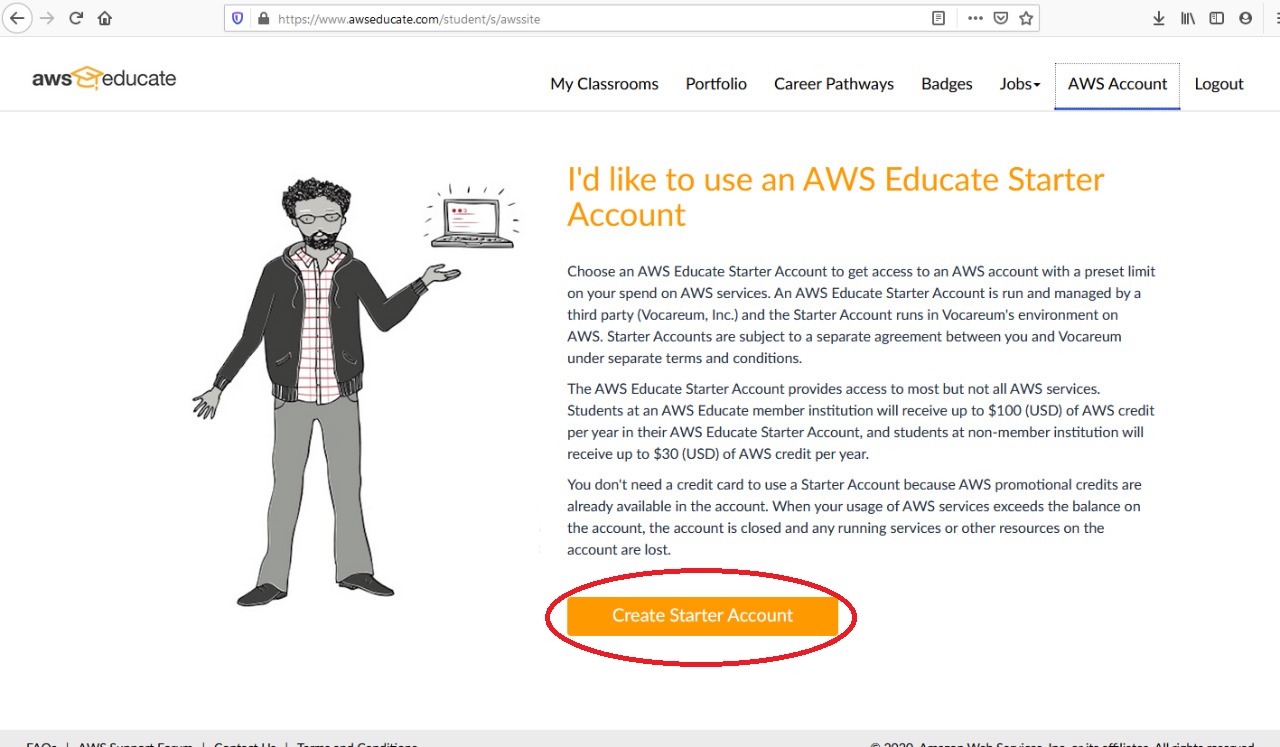 https://www.awseducate.com/student/s/awssite
aws educate
My Classrooms Portfolio Career Pathways Badges Jobs AWS Account Logout
I'd like to use an AWS Educate Starter
Account
Choose an AWS Educate Starter Account to get access to an AWS account with a preset limit
on your spend on AWS services. An AWS Educate Starter Account is run and managed by a
third party (Vocareum, Inc.) and the Starter Account runs in Vocareum's environment on
AWS. Starter Accounts are subject to a separate agreement between you and Vocareum
under separate terms and conditions.
The AWS Educate Starter Account provides access to most but not all AWS services.
Students at an AWS Educate member institution will receive up to $100 (USD) of AWS credit
per year in their AWS Educate Starter Account, and students at non-member institution will
receive up to $30 (USD) of AWS credit per year.
You don't need a credit card to use a Starter Account because AWS promotional credits are
already available in the account. When your usage of AWS services exceeds the balance on
the account, the account is closed and any running services or other resources on the
account are lost.
Create Starter Account
FAQs | AWS Support Forum | Contact Us | Terms and Conditions © 2020, Amazon Web Services, Inc. or its affiliates. All rights reserved.